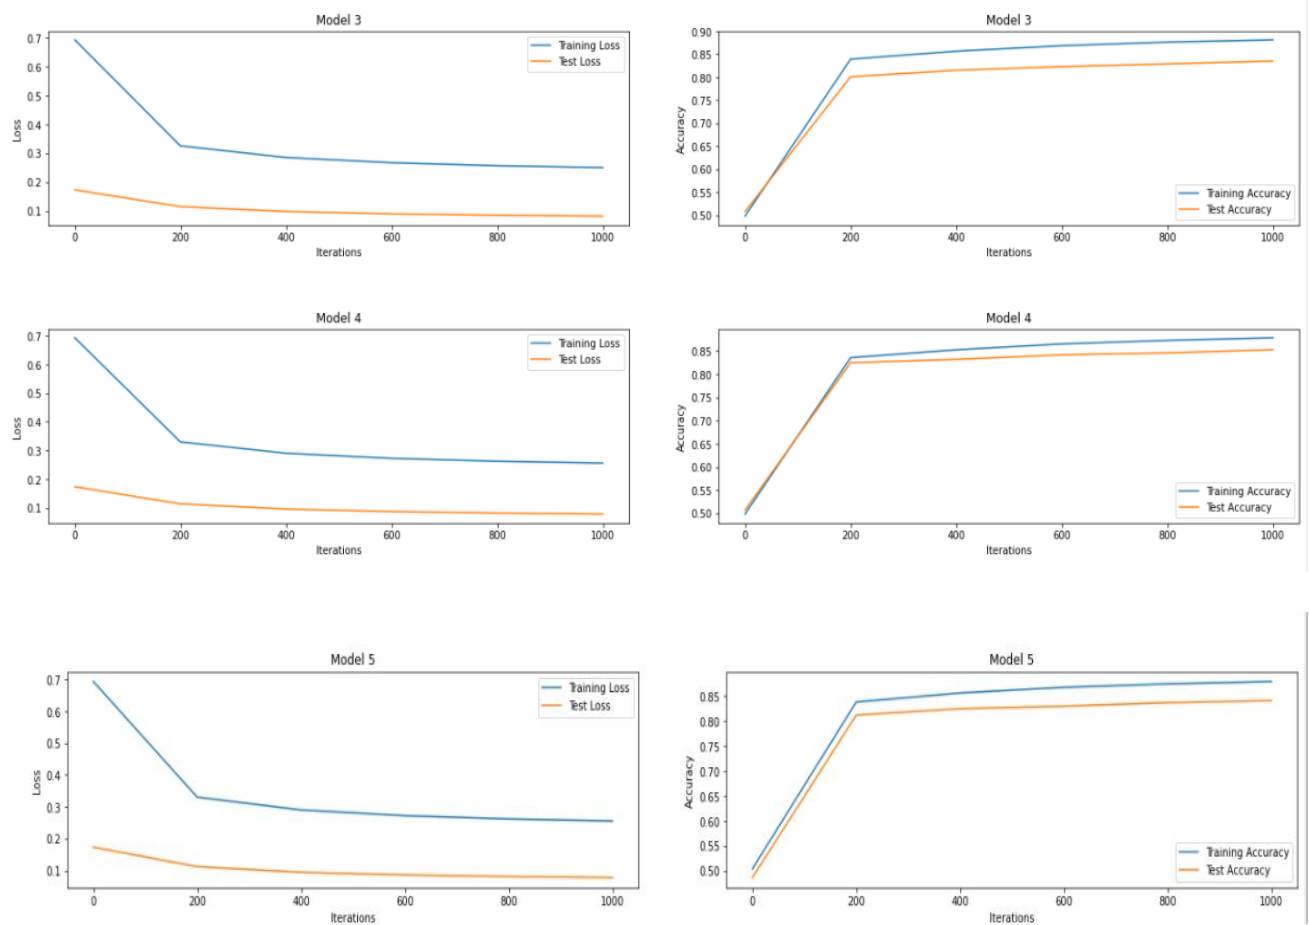 Model 3
0.7
0.6
0.5
0.4
0.3
0.2
0.1
Loss
Training Loss
Test Loss
0 200 400 600 800 1000
Iterations
Model 3
0.90
0.85
0.80
0.75
0.70
0.65
0.60
0.55
0.50
Accuracy
Training Accuracy
Test Accuracy
0 200 400 600 800 1000
Iterations
Model 4
0.7
0.6
0.5
0.4
0.3
0.2
0.1
Loss
Training Loss
Test Loss
0 200 400 600 800 1000
Iterations
Model 4
0.85
0.80
0.75
0.70
0.65
0.60
0.55
0.50
Accuracy
Training Accuracy
Test Accuracy
0 200 400 600 800 1000
Iterations
Model 5
0.7
0.6
0.5
0.4
0.3
0.2
0.1
Loss
Training Loss
Test Loss
0 200 400 600 800 1000
Iterations
Model 5
0.85
0.80
0.75
0.70
0.65
0.60
0.55
0.50
Accuracy
Training Accuracy
Test Accuracy
0 200 400 600 800 1000
Iterations